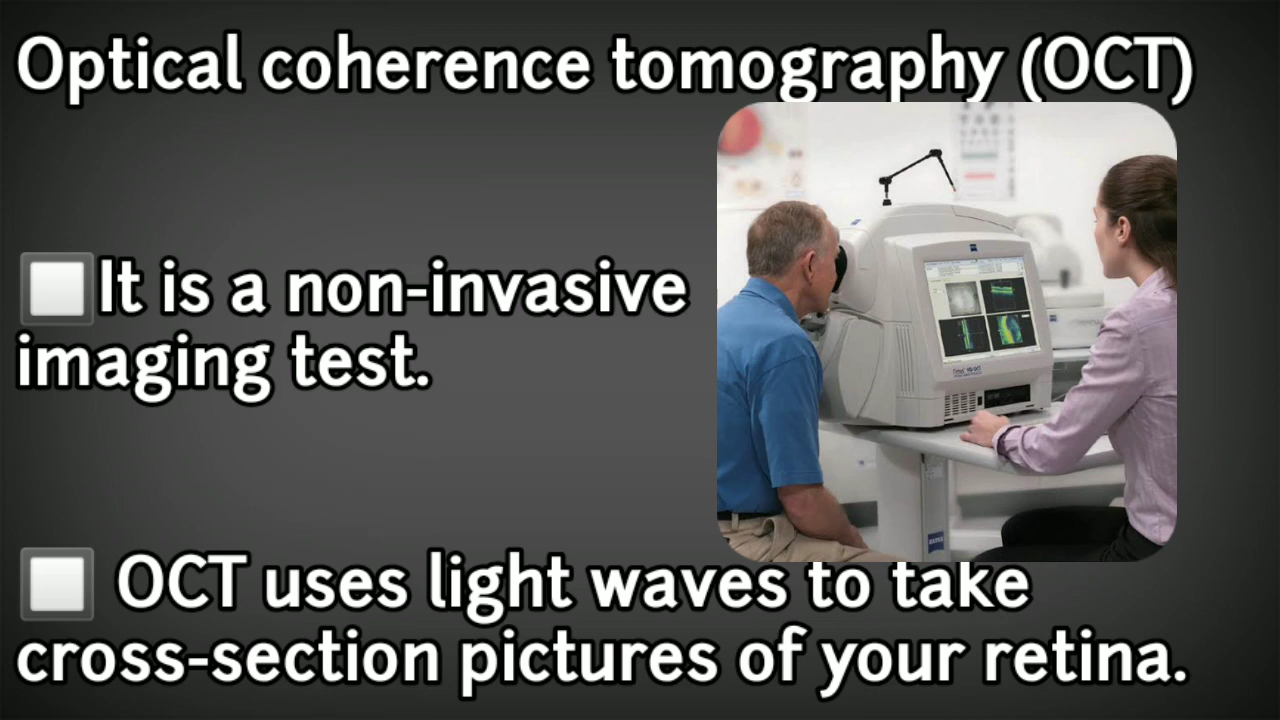 Optical coherence tomography (OCT)
It is a non-invasive
imaging test.
OCT uses light waves to take
cross-section pictures of your retina.